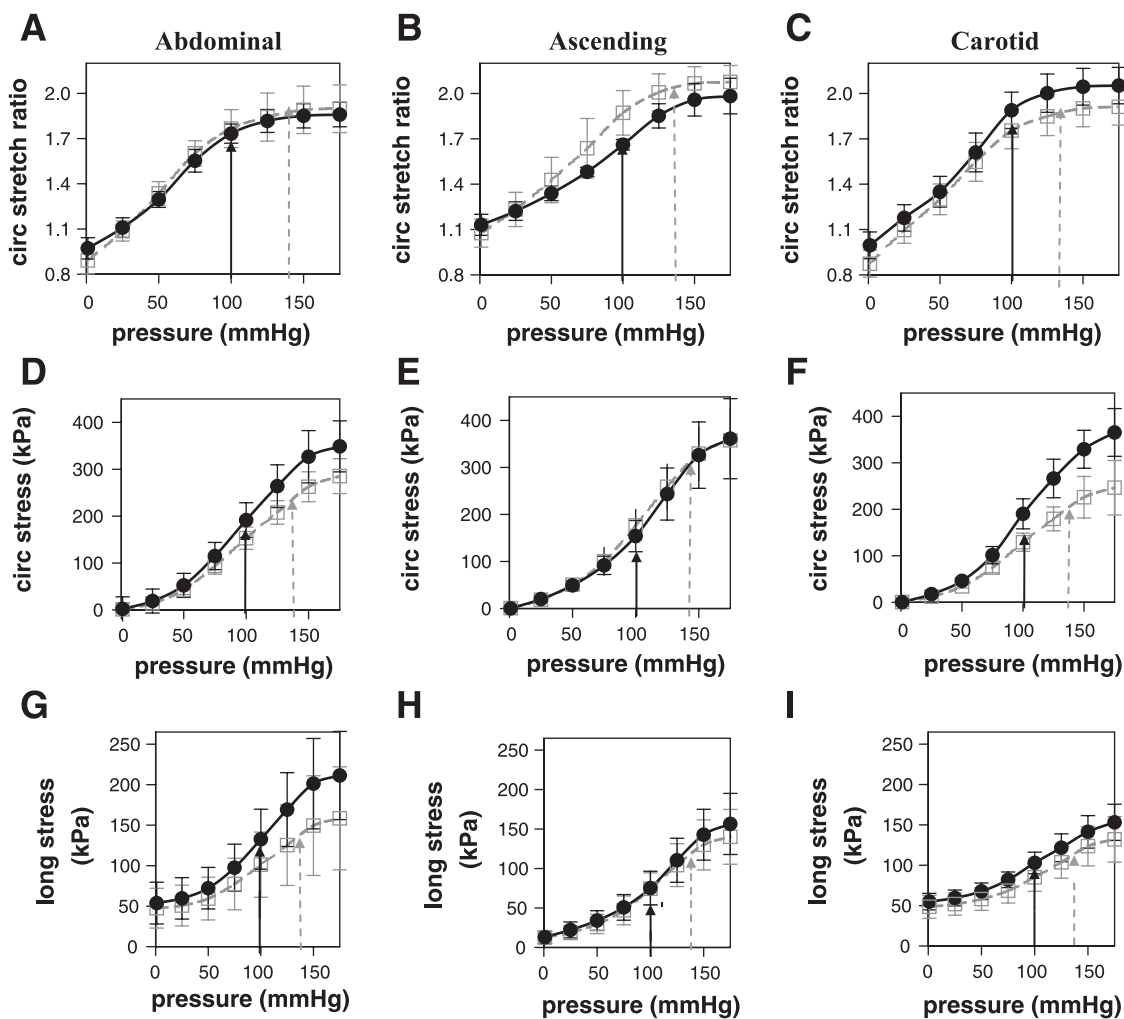 A
Abdominal
B
Ascending
C
Carotid
circ stretch ratio
2.0
1.7
1.4
1.1
0.8
0 50 100 150
pressure (mmHg)
circ stretch ratio
2.0
1.7
1.4
1.1
0.8
0 50 100 150
pressure (mmHg)
circ stretch ratio
2.0
1.7
1.4
1.1
0.8
0 50 100 150
pressure (mmHg)
D
circ stress (kPa)
400
300
200
100
0
0 50 100 150
pressure (mmHg)
E
circ stress (kPa)
400
300
200
100
0
0 50 100 150
pressure (mmHg)
F
circ stress (kPa)
400
300
200
100
0
0 50 100 150
pressure (mmHg)
G
long stress
(kPa)
250
200
150
100
50
0
0 50 100 150
pressure (mmHg)
H
long stress
(kPa)
250
200
150
100
50
0
0 50 100 150
pressure (mmHg)
I
long stress
(kPa)
250
200
150
100
50
0
0 50 100 150
pressure (mmHg)